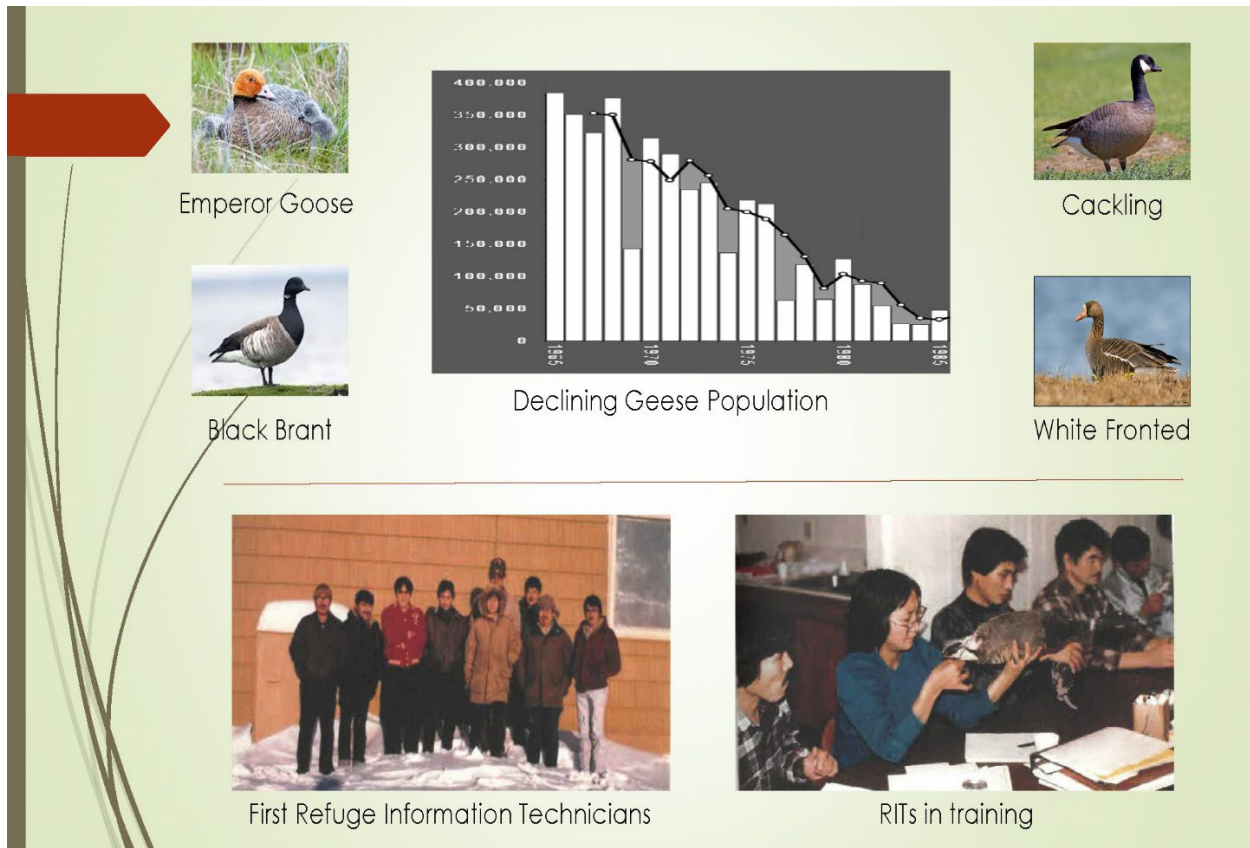 Emperor Goose
Black Brant
400.000
350.000
300,000
250.000
200.000
150.000
100,000
50,000
0
1965
1970
1975
1980
1985
Declining Geese Population
Cackling
White Fronted
First Refuge Information Technicians
RITs in training